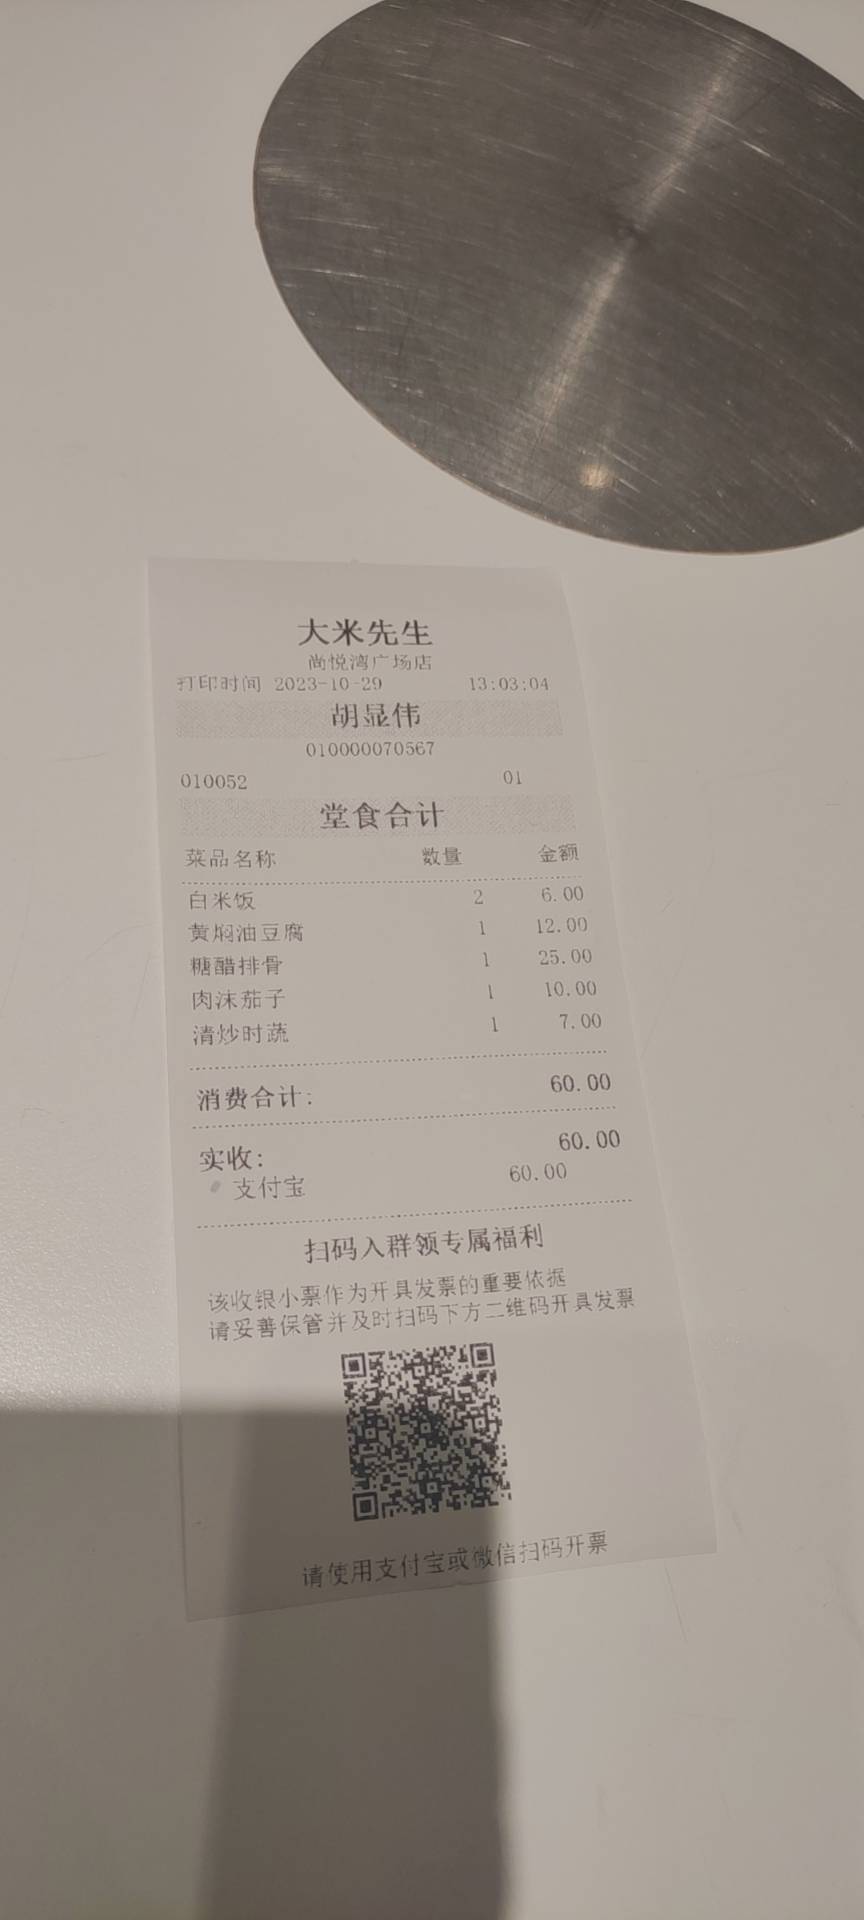 大米先生
尚悦湾广场店
打印时间 2023-10-29 13:03:04
胡显伟
010000070567
010052 01
堂食合计
菜品名称 数量 金额
白米饭 2 6.00
黄焖油豆腐 1 12.00
糖醋排骨 1 25.00
肉沫茄子 1 10.00
清炒时蔬 1 7.00
消费合计: 60.00
实收: 60.00
支付宝 60.00
扫码入群领专属福利
该收银小票作为开具发票的重要依据
请妥善保管并及时扫码下方二维码开具发票
请使用支付宝或微信扫码开票